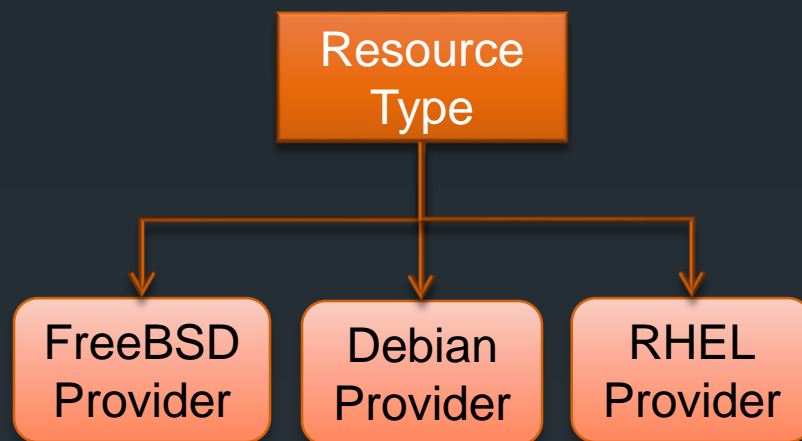 Resource
Type
FreeBSD
Provider
Debian
Provider
RHEL
Provider